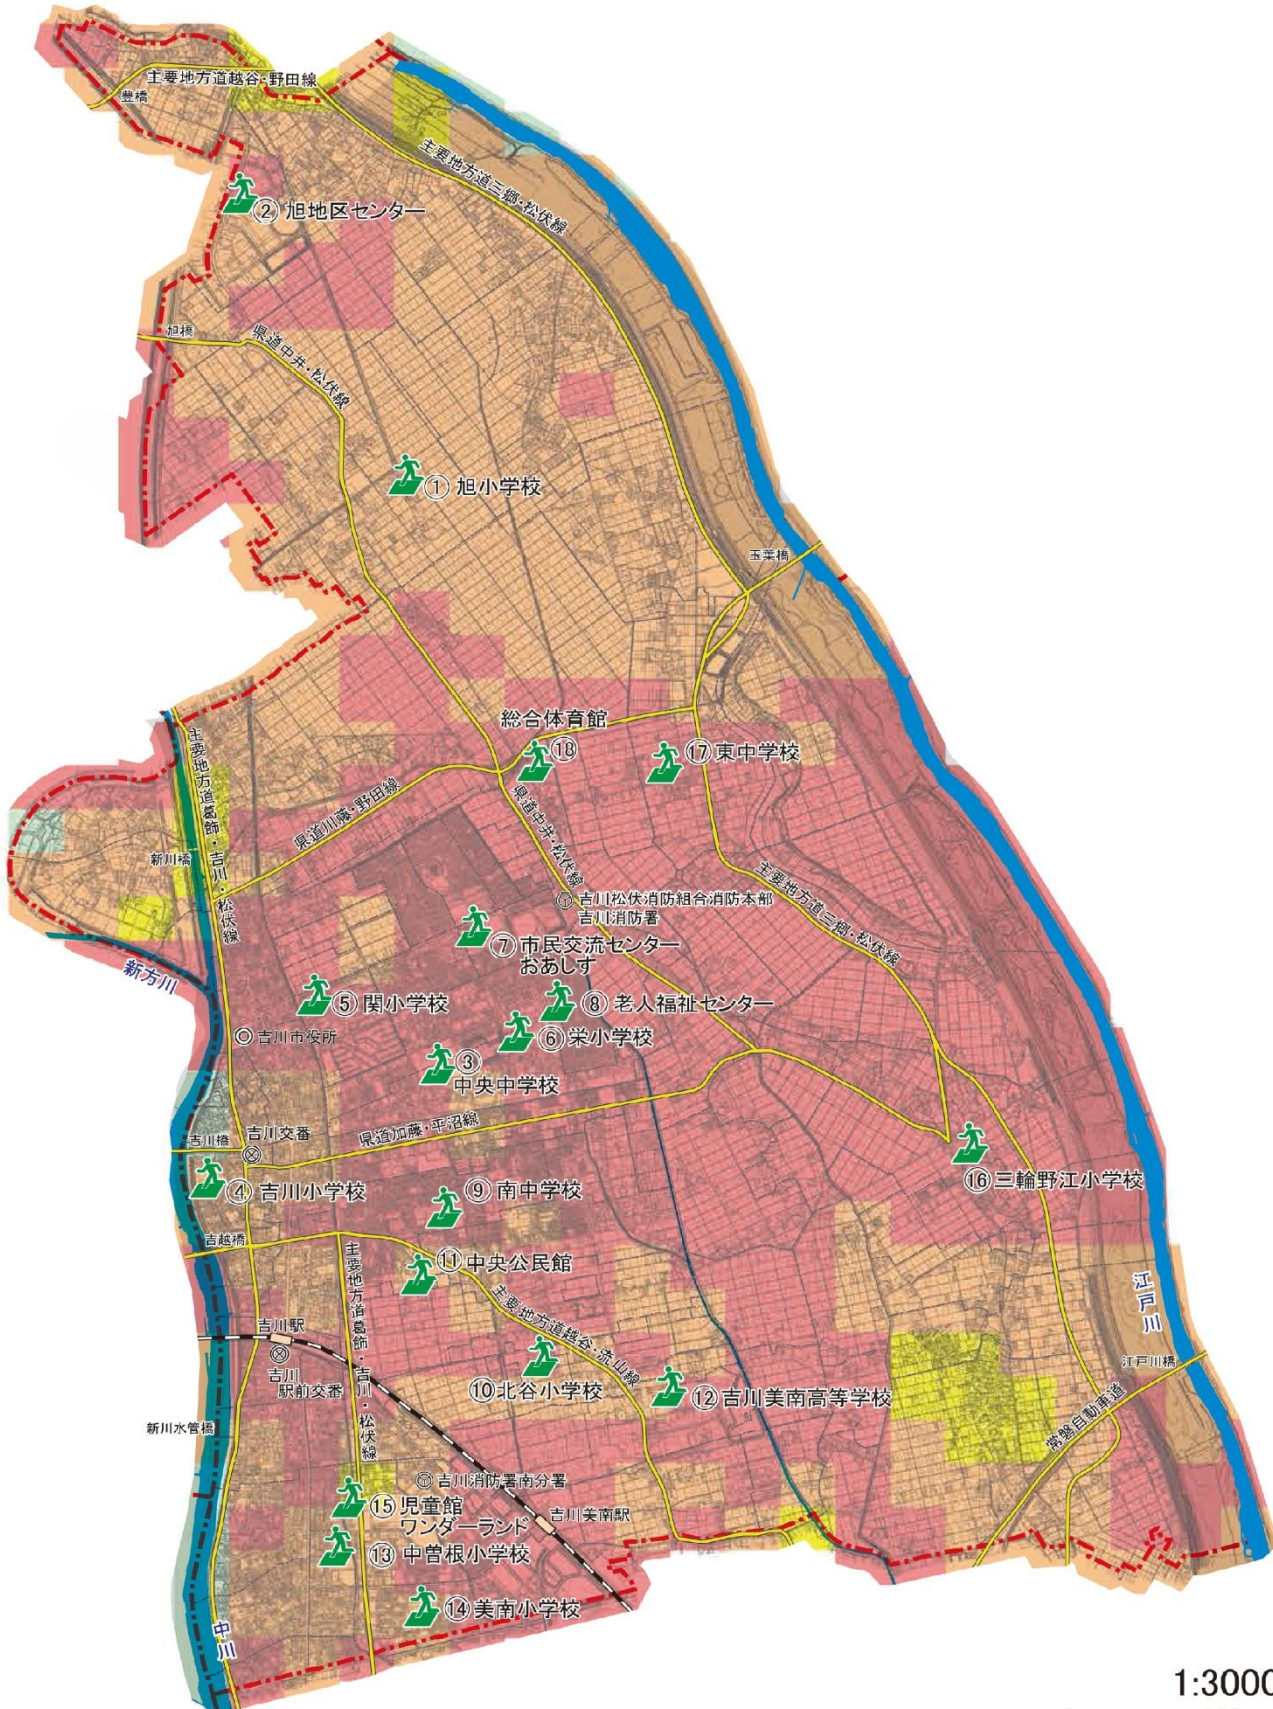 主要地方道越谷・野田線
豊橋
主要地方道三郷・松伏線
② 旭地区センター
旭橋
県道中井・松伏線
① 旭小学校
玉葉橋
総合体育館
⑱
⑰ 東中学校
主要地方道葛飾・吉川・松伏線
県道川藤・野田線
県道中井・松伏線
新川橋
主要地方道三郷・松伏線
吉川松伏消防組合消防本部
吉川消防署
⑦ 市民交流センター
おあしす
新方川
⑤ 関小学校
⑧ 老人福祉センター
吉川市役所
⑥ 栄小学校
③
中央中学校
県道加藤・平沼線
吉川橋
吉川交番
④ 吉川小学校
⑨ 南中学校
⑯ 三輪野江小学校
吉越橋
⑪ 中央公民館
主要地方道葛飾・吉川・松伏線
主要地方道越谷・流山線
江戸川
吉川駅
吉川
駅前交番
⑩ 北谷小学校
⑫ 吉川美南高等学校
江戸川橋
常磐自動車道
新川水管橋
吉川消防署南分署
⑮ 児童館
ワンダーランド
吉川美南駅
⑬ 中曽根小学校
⑭ 美南小学校
中川
1:3000